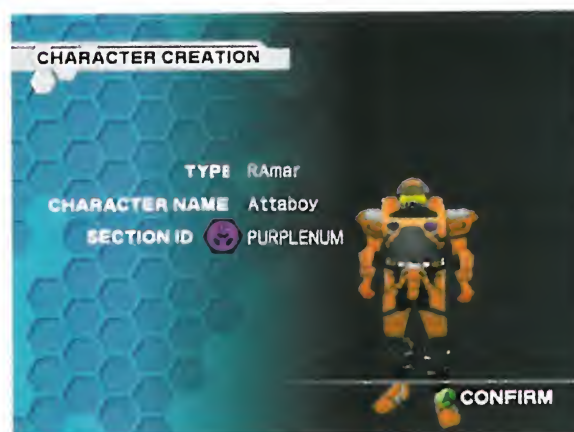 CHARACTER CREATION
TYPE RAmar
CHARACTER NAME Attaboy
SECTION ID PURPLENUM
A CONFIRM